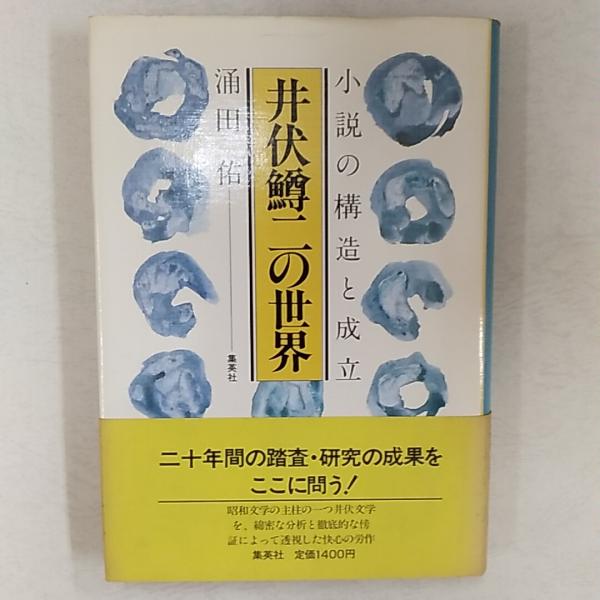 小説の構造と成立
井伏鱒二の世界
涌田佑
集英社
二十年間の踏査・研究の成果を
ここに問う!
昭和文学の主柱の一つ井伏文学
を、綿密な分析と徹底的な傍
証によって透視した快心の労作
集英社 定価1400円